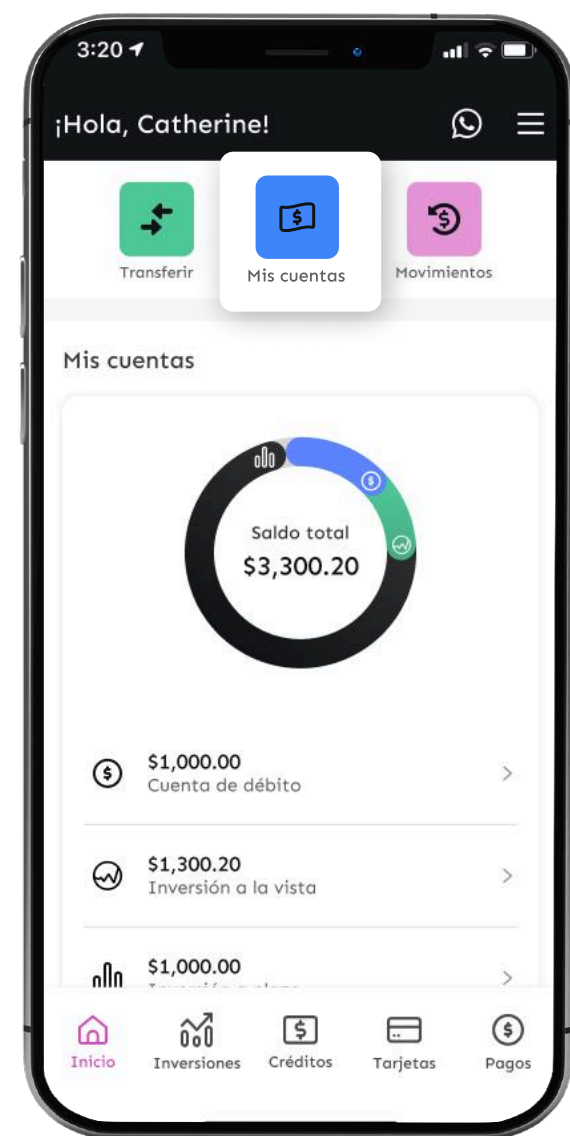 3:20
¡Hola, Catherine!
Transferir
Mis cuentas
Movimientos
Mis cuentas
Saldo total
$3,300.20
$1,000.00
Cuenta de débito
$1,300.20
Inversión a la vista
$1,000.00
Inicio
Inversiones
Créditos
Tarjetas
Pagos